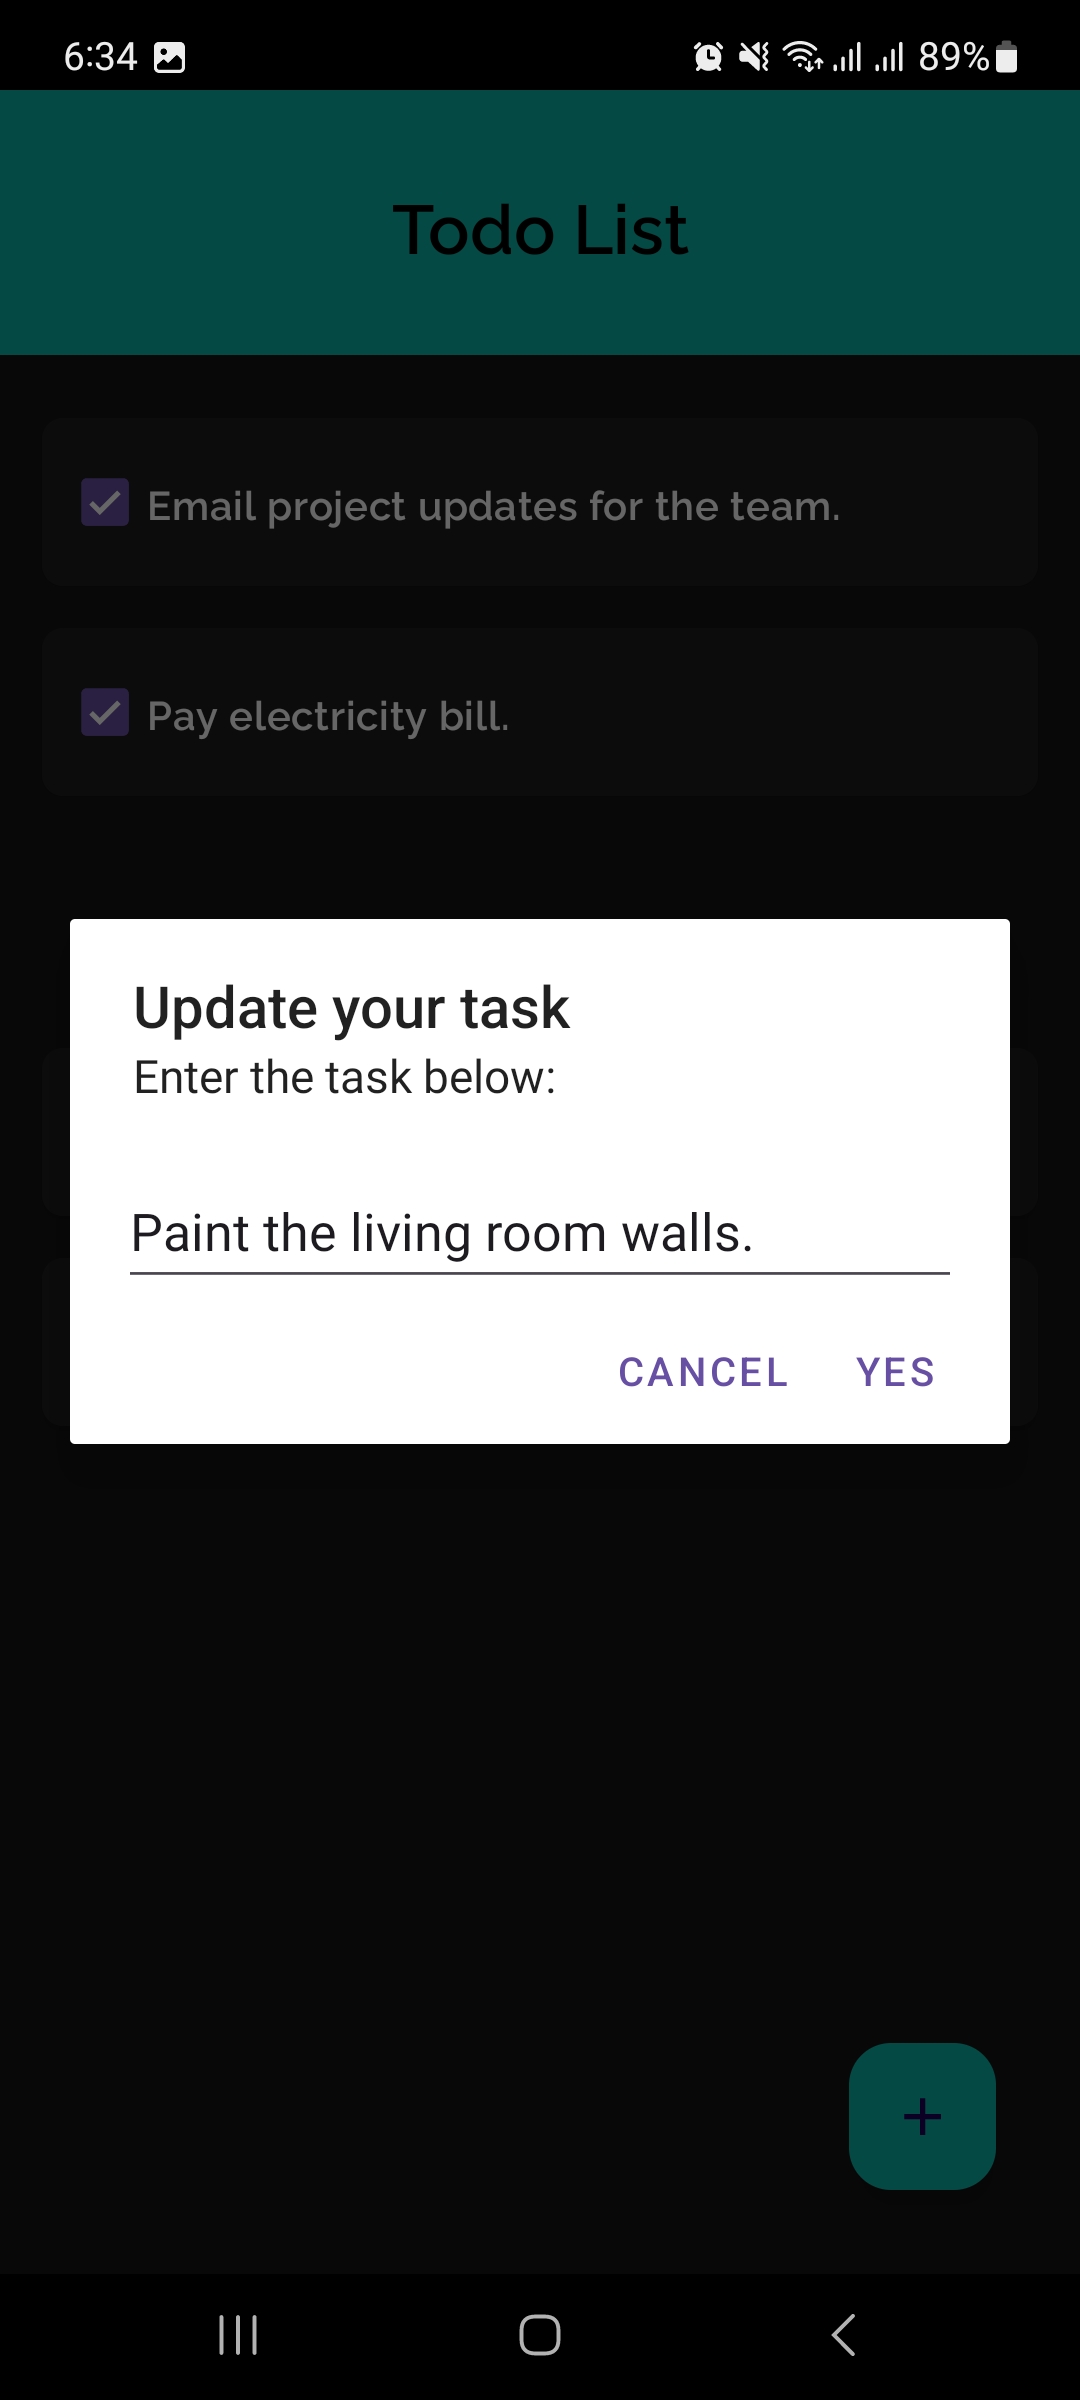 6:34 89%
Todo List
Email project updates for the team.
Pay electricity bill.
Update your task
Enter the task below:
Paint the living room walls.
CANCEL YES